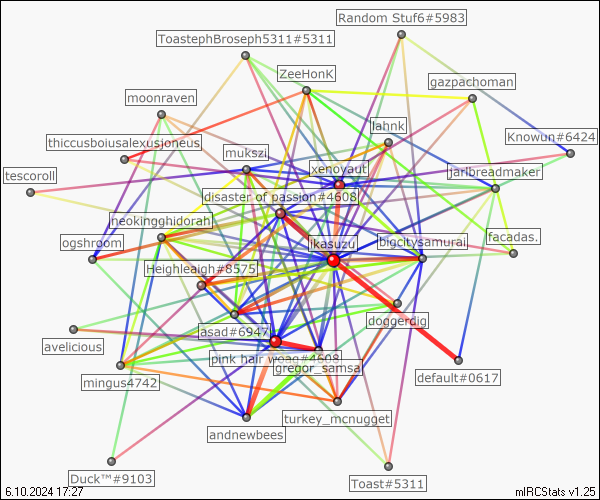 Random Stuf6#5983
ToastephBroseph5311#5311
ZeeHonK
gazpachoman
moonraven
lahnk
Knowun#6424
thiccusboiusalexusjoneus
mukszi
xenoyaut
jarlbreadmaker
tescoroll
disaster of passion#4608
neokingghidorah
facadas.
ogshroom
ikasuzu
bigcitysamurai
Heighleaigh#8575
doggerdig
asad#6947
avelicious
pink hair woag#4608
gregor_samsa
default#0617
mingus4742
turkey_mcnugget
andnewbees
Duck™#9103
Toast#5311
6.10.2024 17:27
mIRCStats v1.25